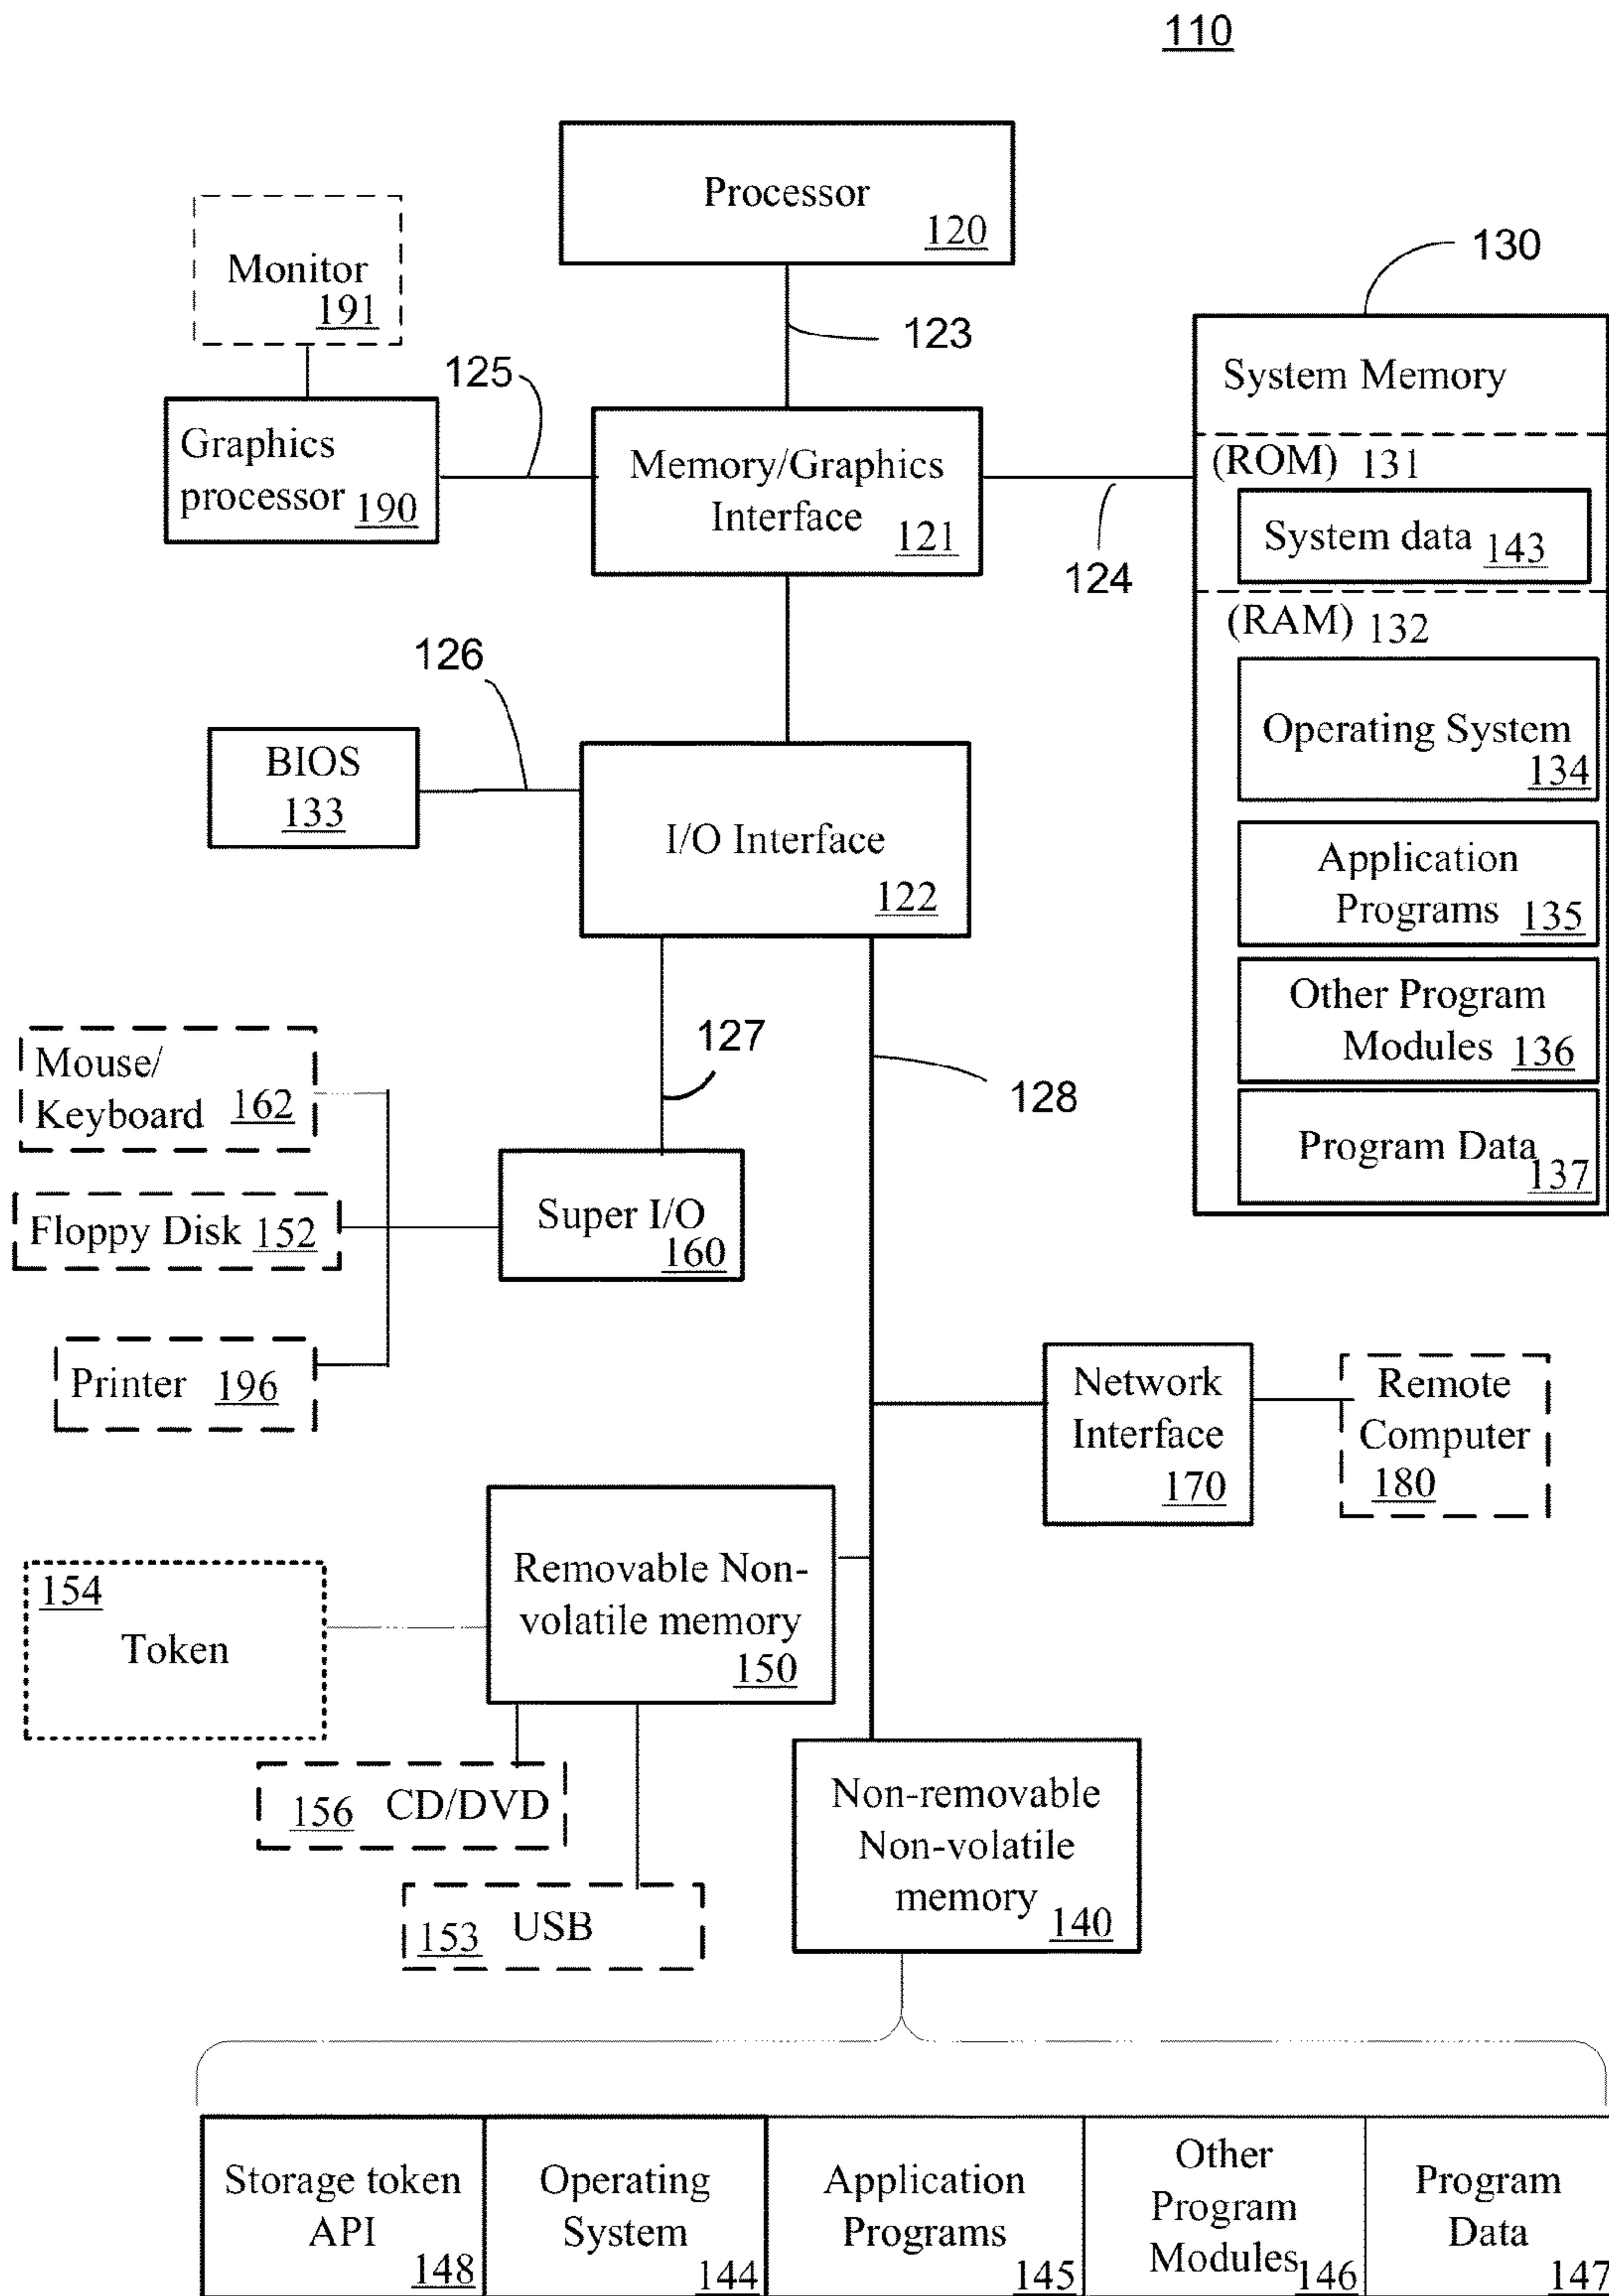 110
Processor
120
Monitor
191
123
130
125
Graphics
processor 190
Memory/Graphics
Interface
121
124
System Memory
(ROM) 131
System data 143
(RAM) 132
Operating System
134
Application
Programs 135
Other Program
Modules 136
Program Data
137
126
BIOS
133
I/O Interface
122
127
128
Mouse/
Keyboard 162
Floppy Disk 152
Printer 196
Super I/O
160
Network
Interface
170
Remote
Computer
180
154
Token
Removable Non-
volatile memory
150
156 CD/DVD
153 USB
Non-removable
Non-volatile
memory 140
Storage token
API
148
Operating
System
144
Application
Programs
145
Other
Program
Modules 146
Program
Data
147